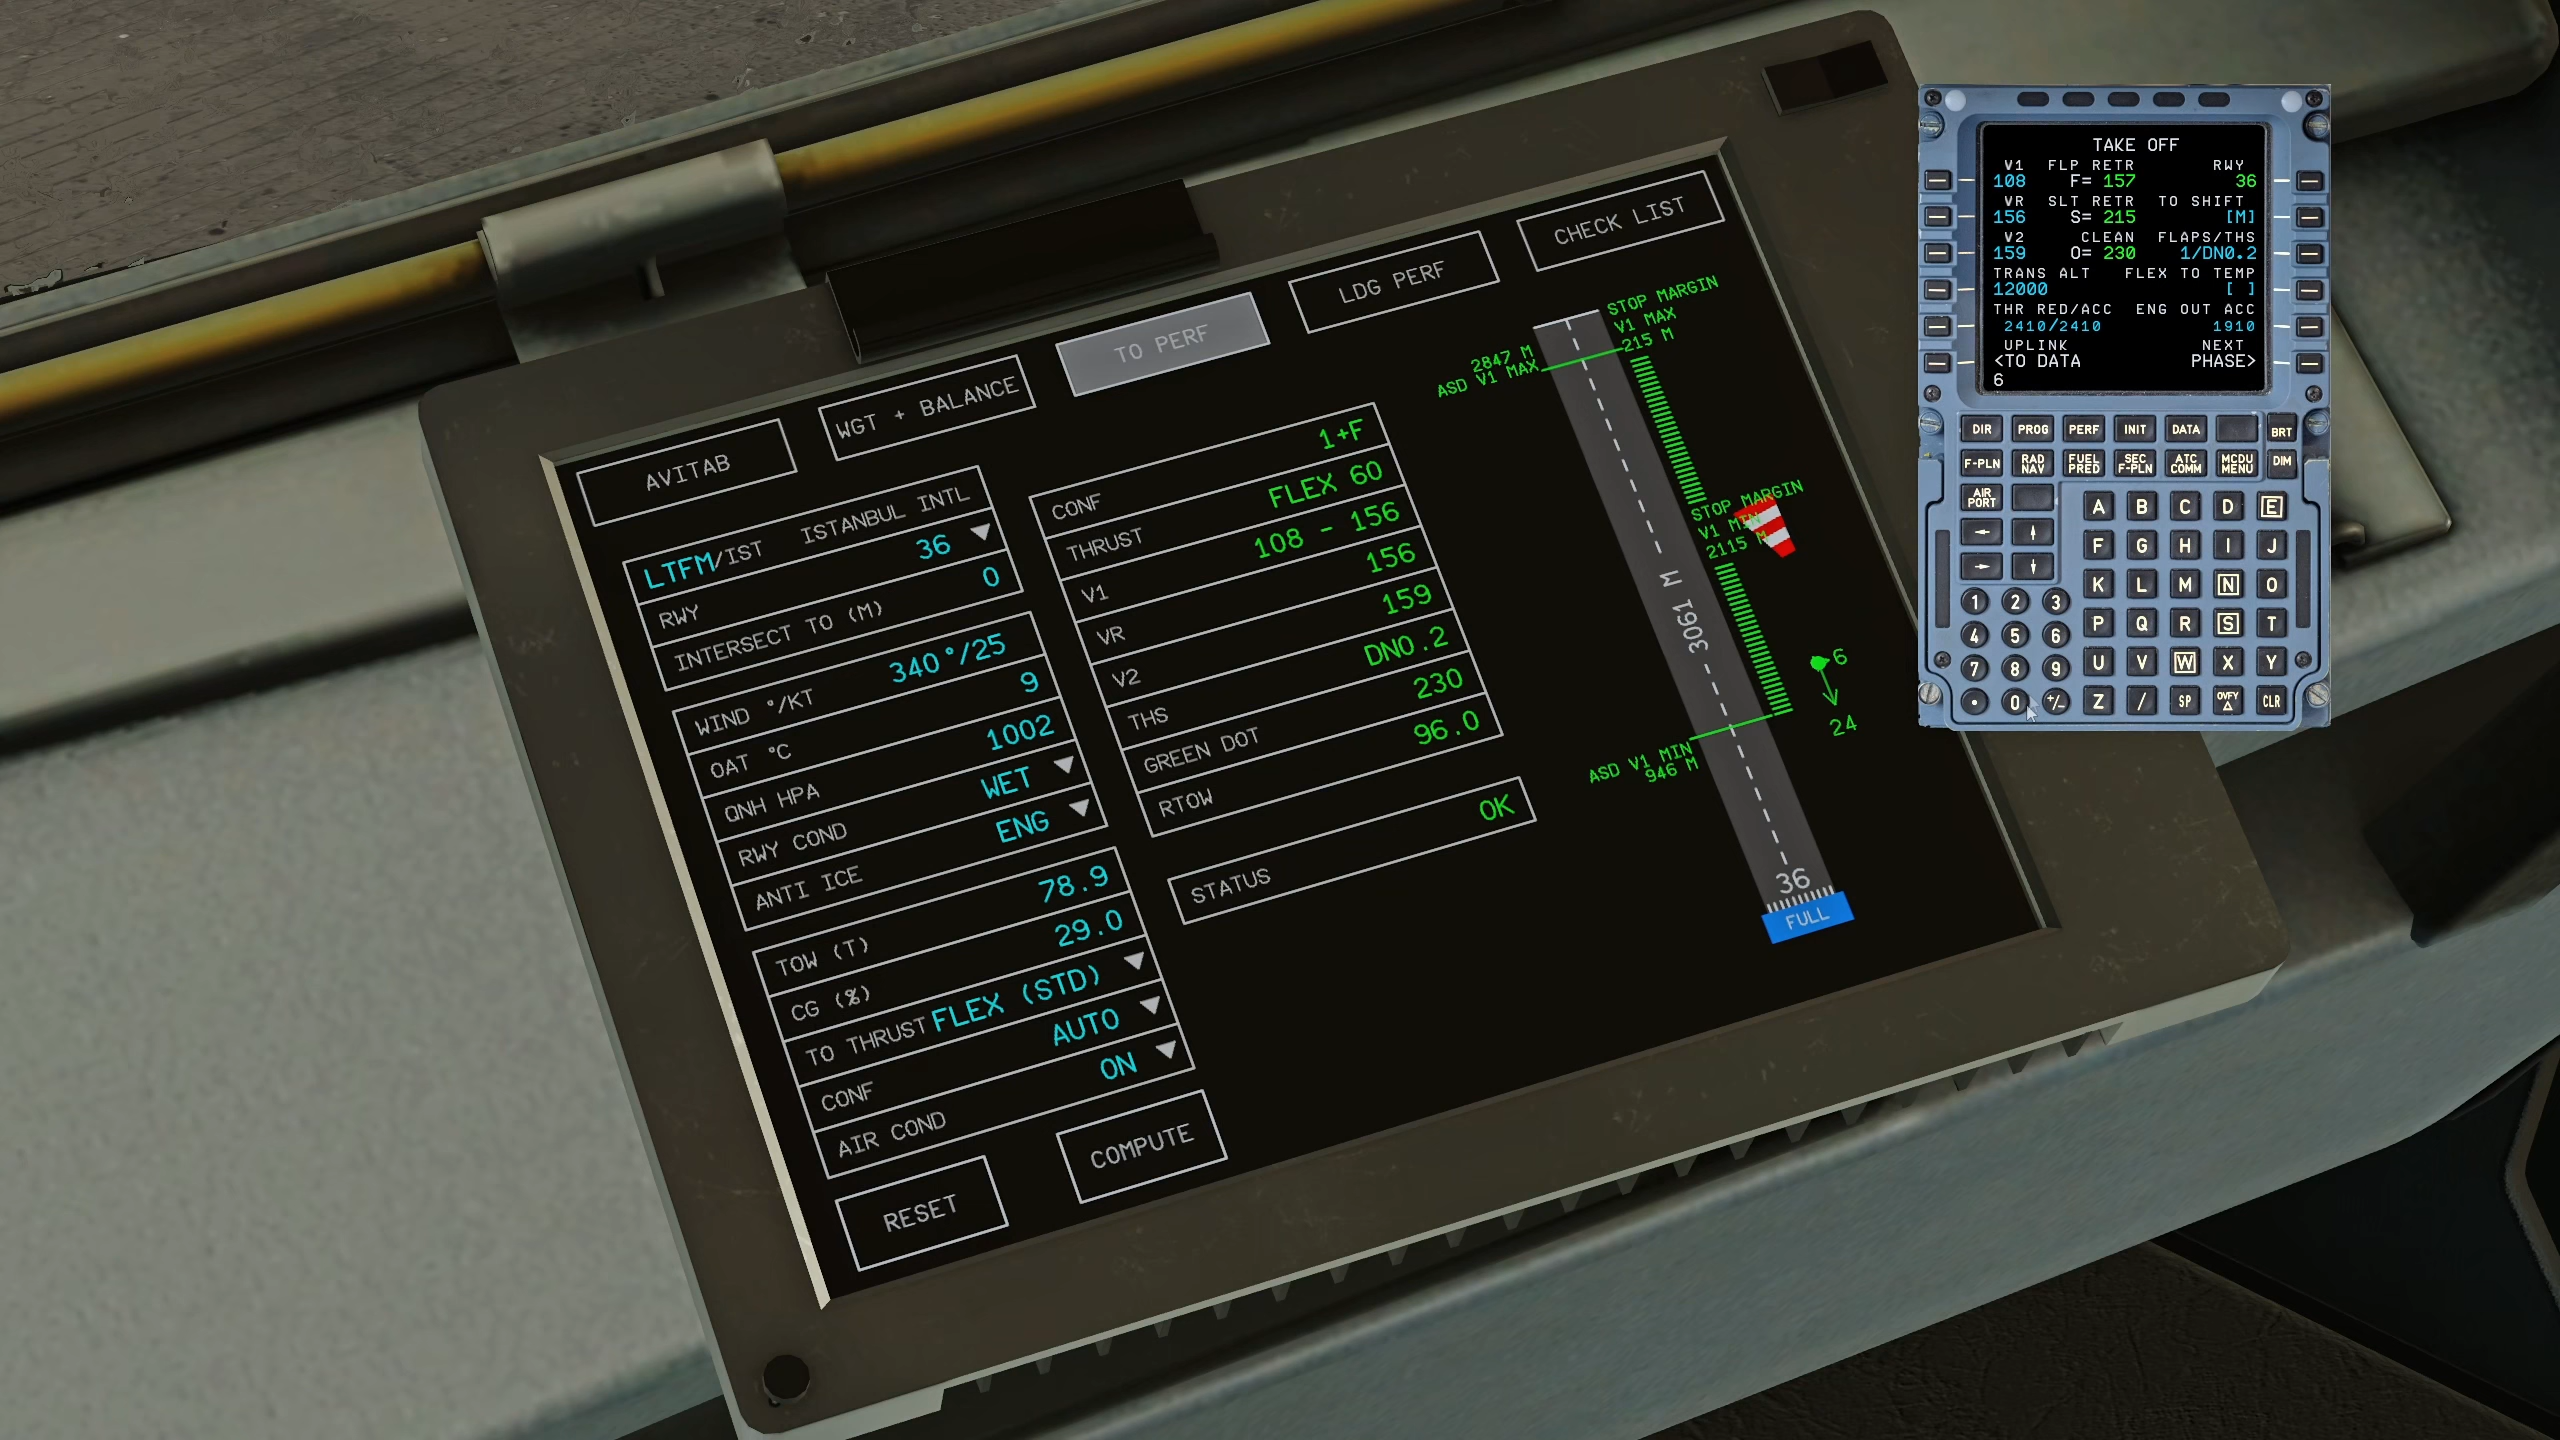 AVITAB
WGT + BALANCE
TO PERF
LDG PERF
CHECK LIST
LTFM/IST ISTANBUL INTL
RWY 36
INTERSECT TO (M) 0
WIND °/KT 340°/25
OAT °C 9
QNH HPA 1002
RWY COND WET
ANTI ICE ENG
TOW (T) 78.9
CG (%) 29.0
TO THRUST FLEX (STD)
CONF AUTO
AIR COND ON
RESET
COMPUTE
CONF 1+F
THRUST FLEX 60
V1 108 - 156
VR 156
V2 159
THS DN0.2
GREEN DOT 230
RTOW 96.0
STATUS OK
STOP MARGIN
V1 MAX
215 M
2847 M
ASD V1 MAX
STOP MARGIN
V1 MIN
2115 M
3061 M
6
24
ASD V1 MIN
946 M
36
FULL
TAKE OFF
V1 FLP RETR RWY
108 F= 157 36
VR SLT RETR TO SHIFT
156 S= 215 [M]
V2 CLEAN FLAPS/THS
159 O= 230 1/DN0.2
TRANS ALT FLEX TO TEMP
12000 [ ]
THR RED/ACC ENG OUT ACC
2410/2410 1910
UPLINK NEXT
<TO DATA PHASE>
6
DIR PROG PERF INIT DATA BRT
F-PLN RAD NAV FUEL PRED SEC F-PLN ATC COMM MCDU MENU DIM
AIR PORT
A B C D E
F G H I J
K L M N O
P Q R S T
U V W X Y
Z / SP OVFY CLR
1 2 3
4 5 6
7 8 9
. 0 +/-